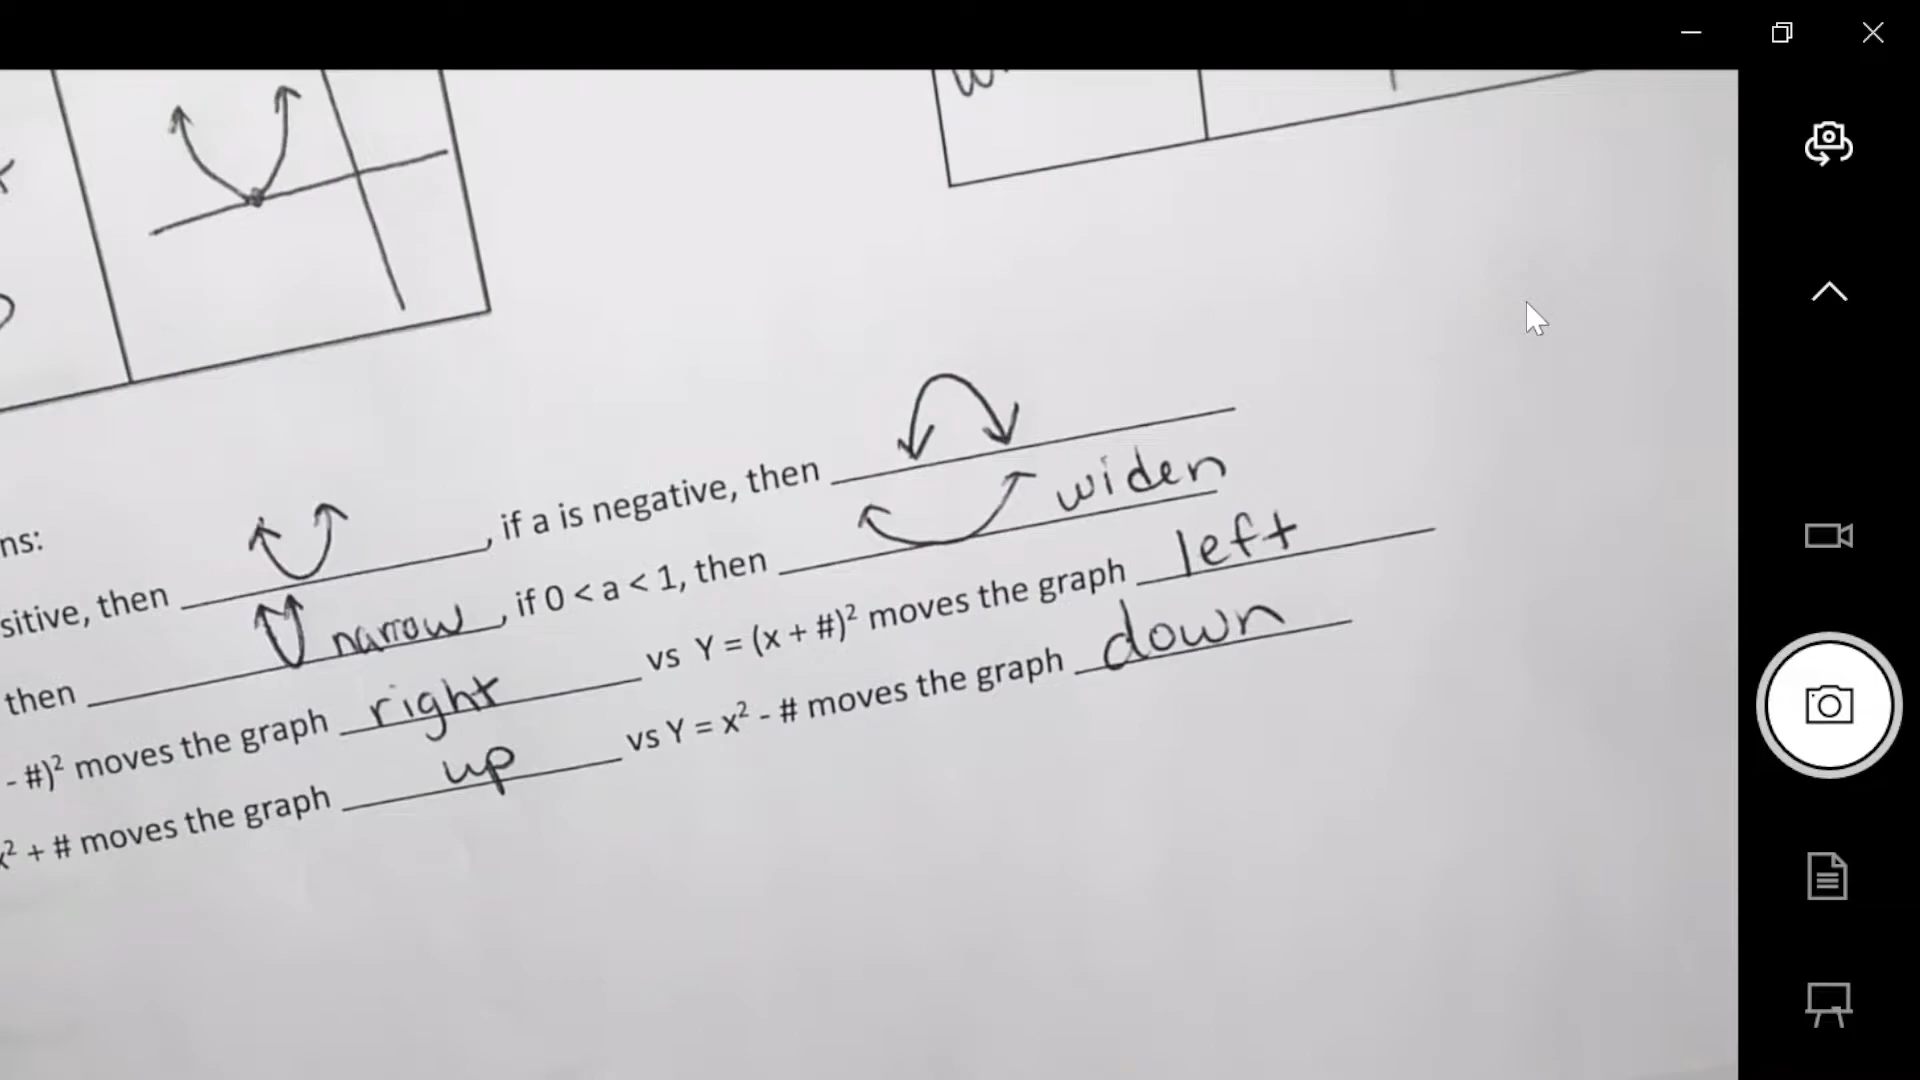 ns:
sitive, then , if a is negative, then
then narrow, if 0 < a < 1, then widen
- #)² moves the graph right vs Y = (x + #)² moves the graph left
x² + # moves the graph up vs Y = x² - # moves the graph down